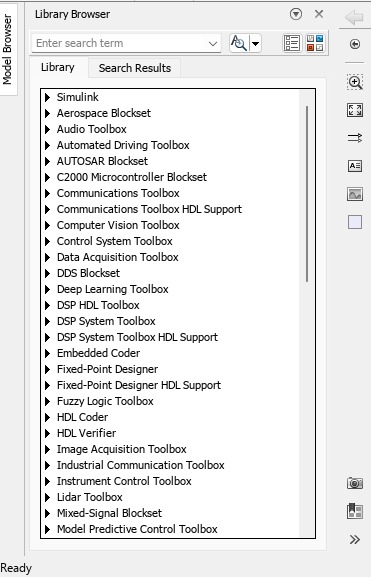 Model Browser
Library Browser
Enter search term
Library
Search Results
Simulink
Aerospace Blockset
Audio Toolbox
Automated Driving Toolbox
AUTOSAR Blockset
C2000 Microcontroller Blockset
Communications Toolbox
Communications Toolbox HDL Support
Computer Vision Toolbox
Control System Toolbox
Data Acquisition Toolbox
DDS Blockset
Deep Learning Toolbox
DSP HDL Toolbox
DSP System Toolbox
DSP System Toolbox HDL Support
Embedded Coder
Fixed-Point Designer
Fixed-Point Designer HDL Support
Fuzzy Logic Toolbox
HDL Coder
HDL Verifier
Image Acquisition Toolbox
Industrial Communication Toolbox
Instrument Control Toolbox
Lidar Toolbox
Mixed-Signal Blockset
Model Predictive Control Toolbox
Ready